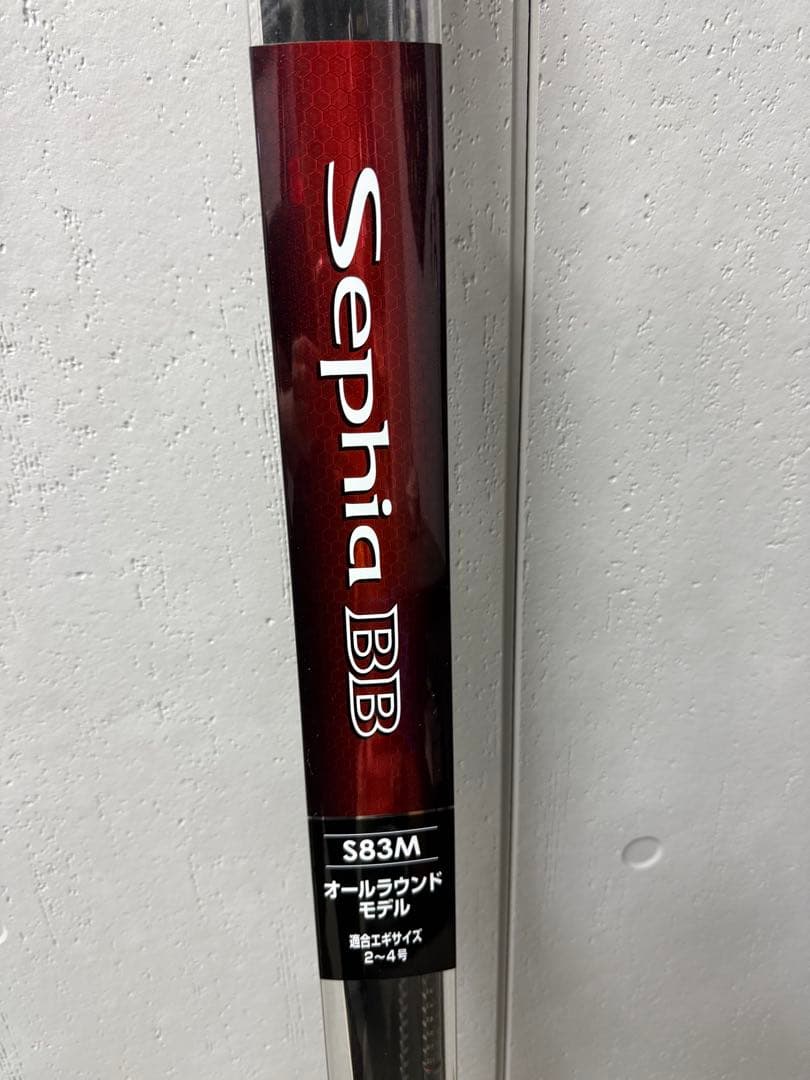 Sephia BB
S83M
オールラウンド
モデル
適合エギサイズ
2〜4号